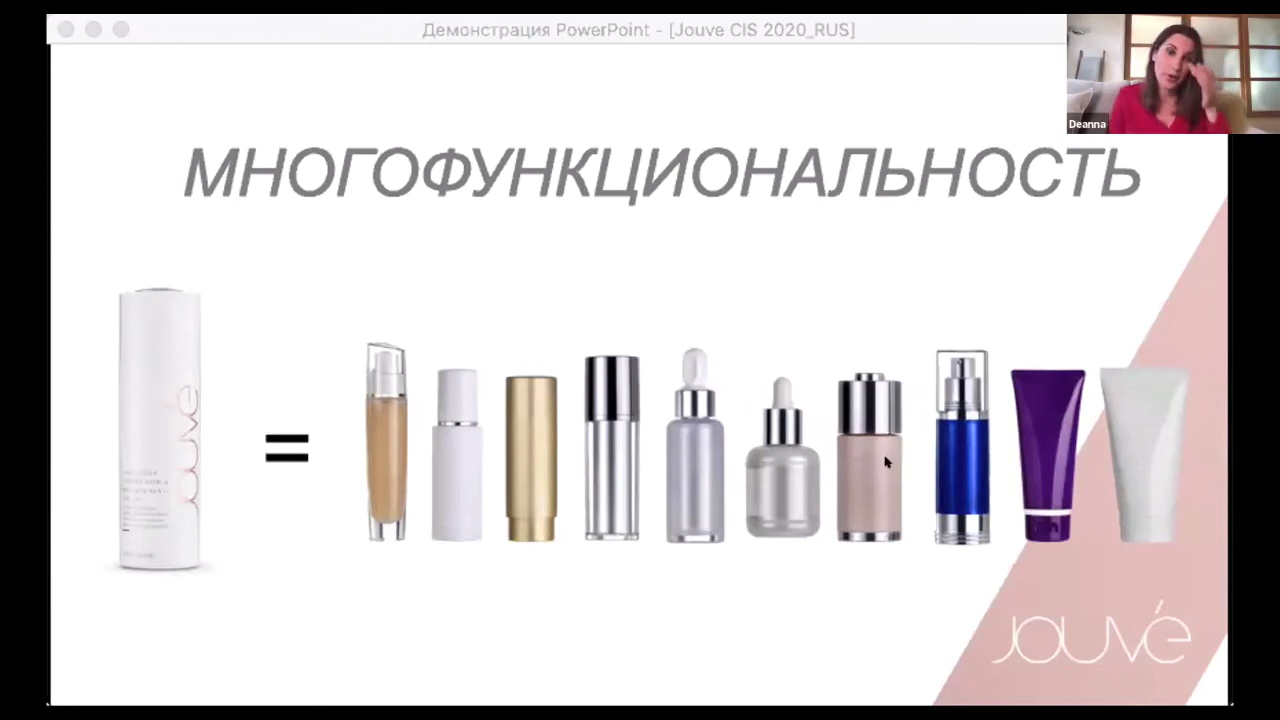 Демонстрация PowerPoint - [Jouve CIS 2020_RUS]
Deanna
МНОГОФУНКЦИОНАЛЬНОСТЬ
jouvé
=
JOUVé